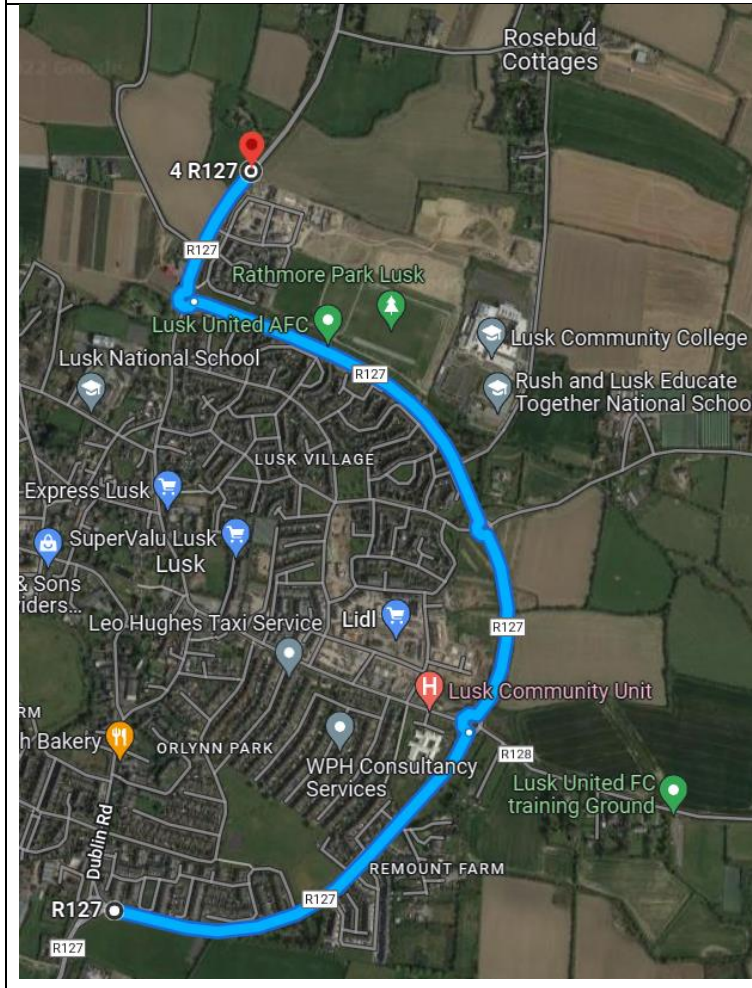 Rosebud
Cottages
4 R127
R127
Rathmore Park Lusk
Lusk United AFC
Lusk Community College
Lusk National School
R127
Rush and Lusk Educate
Together National Schoo
LUSK VILLAGE
Express Lusk
SuperValu Lusk
Lusk
& Sons
viders...
Leo Hughes Taxi Service
Lidl
R127
H
Lusk Community Unit
RM
h Bakery
ORLYNN PARK
WPH Consultancy
Services
R128
Lusk United FC
training Ground
Dublin Rd
REMOUNT FARM
R127
R127
R127